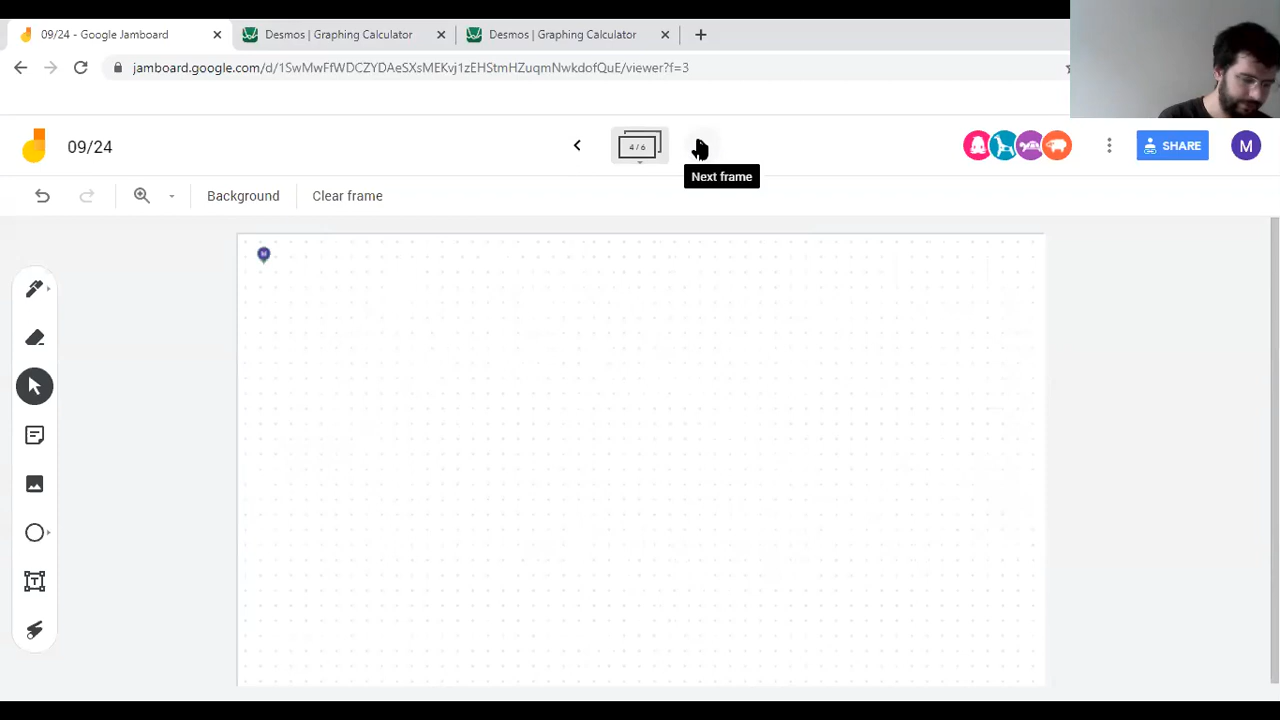 09/24 - Google Jamboard
Desmos | Graphing Calculator
Desmos | Graphing Calculator
jamboard.google.com/d/1SwMwFfWDCZYDAeSXsMEKvj1zEHStmHZuqmNwkdofQuE/viewer?f=3
09/24
4 / 6
SHARE
M
Next frame
Background
Clear frame
M